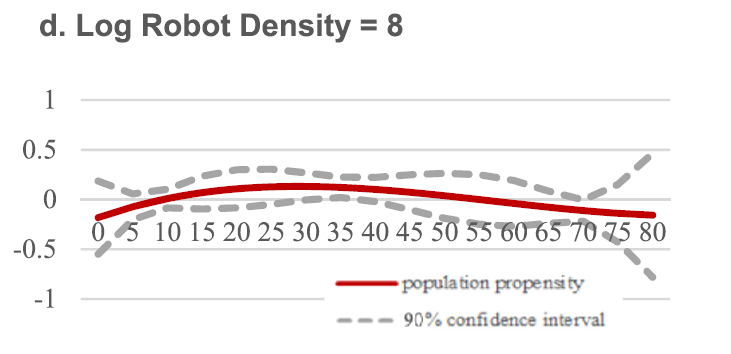 d. Log Robot Density = 8
1
0.5
0
0 5 10 15 20 25 30 35 40 45 50 55 60 65 70 75 80
-0.5
-1
population propensity
90% confidence interval